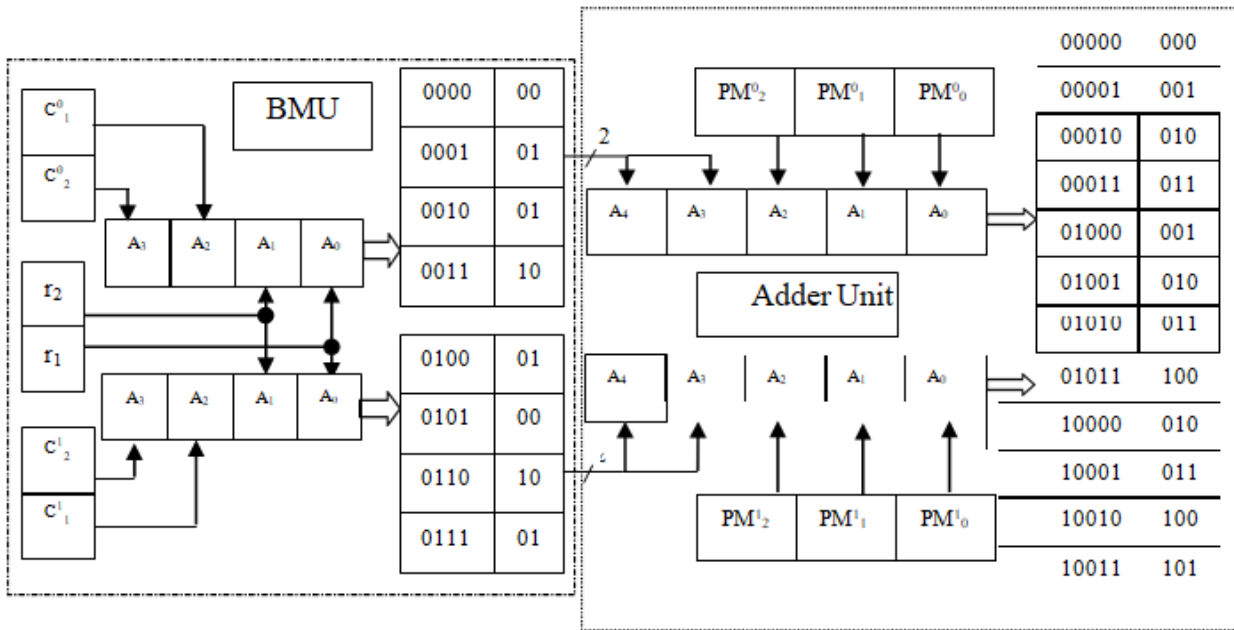 BMU
C⁰₁
C⁰₂
A₃ A₂ A₁ A₀
r₂
r₁
A₃ A₂ A₁ A₀
C¹₂
C¹₁
0000 00
0001 01
0010 01
0011 10
0100 01
0101 00
0110 10
0111 01
2
PM⁰₂ PM⁰₁ PM⁰₀
A₄ A₃ A₂ A₁ A₀
Adder Unit
A₄ A₃ A₂ A₁ A₀
PM¹₂ PM¹₁ PM¹₀
00000 000
00001 001
00010 010
00011 011
01000 001
01001 010
01010 011
01011 100
10000 010
10001 011
10010 100
10011 101